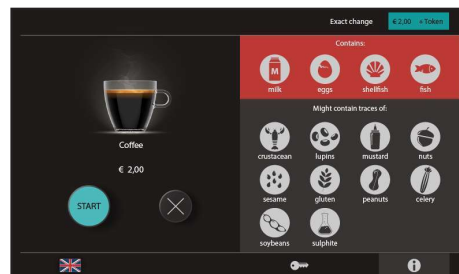 Exact change
€ 2,00 + Token
Contains:
M
milk
eggs
shellfish
fish
Might contain traces of:
crustacean
lupins
mustard
nuts
sesame
gluten
peanuts
celery
soybeans
sulphite
Coffee
€ 2,00
START